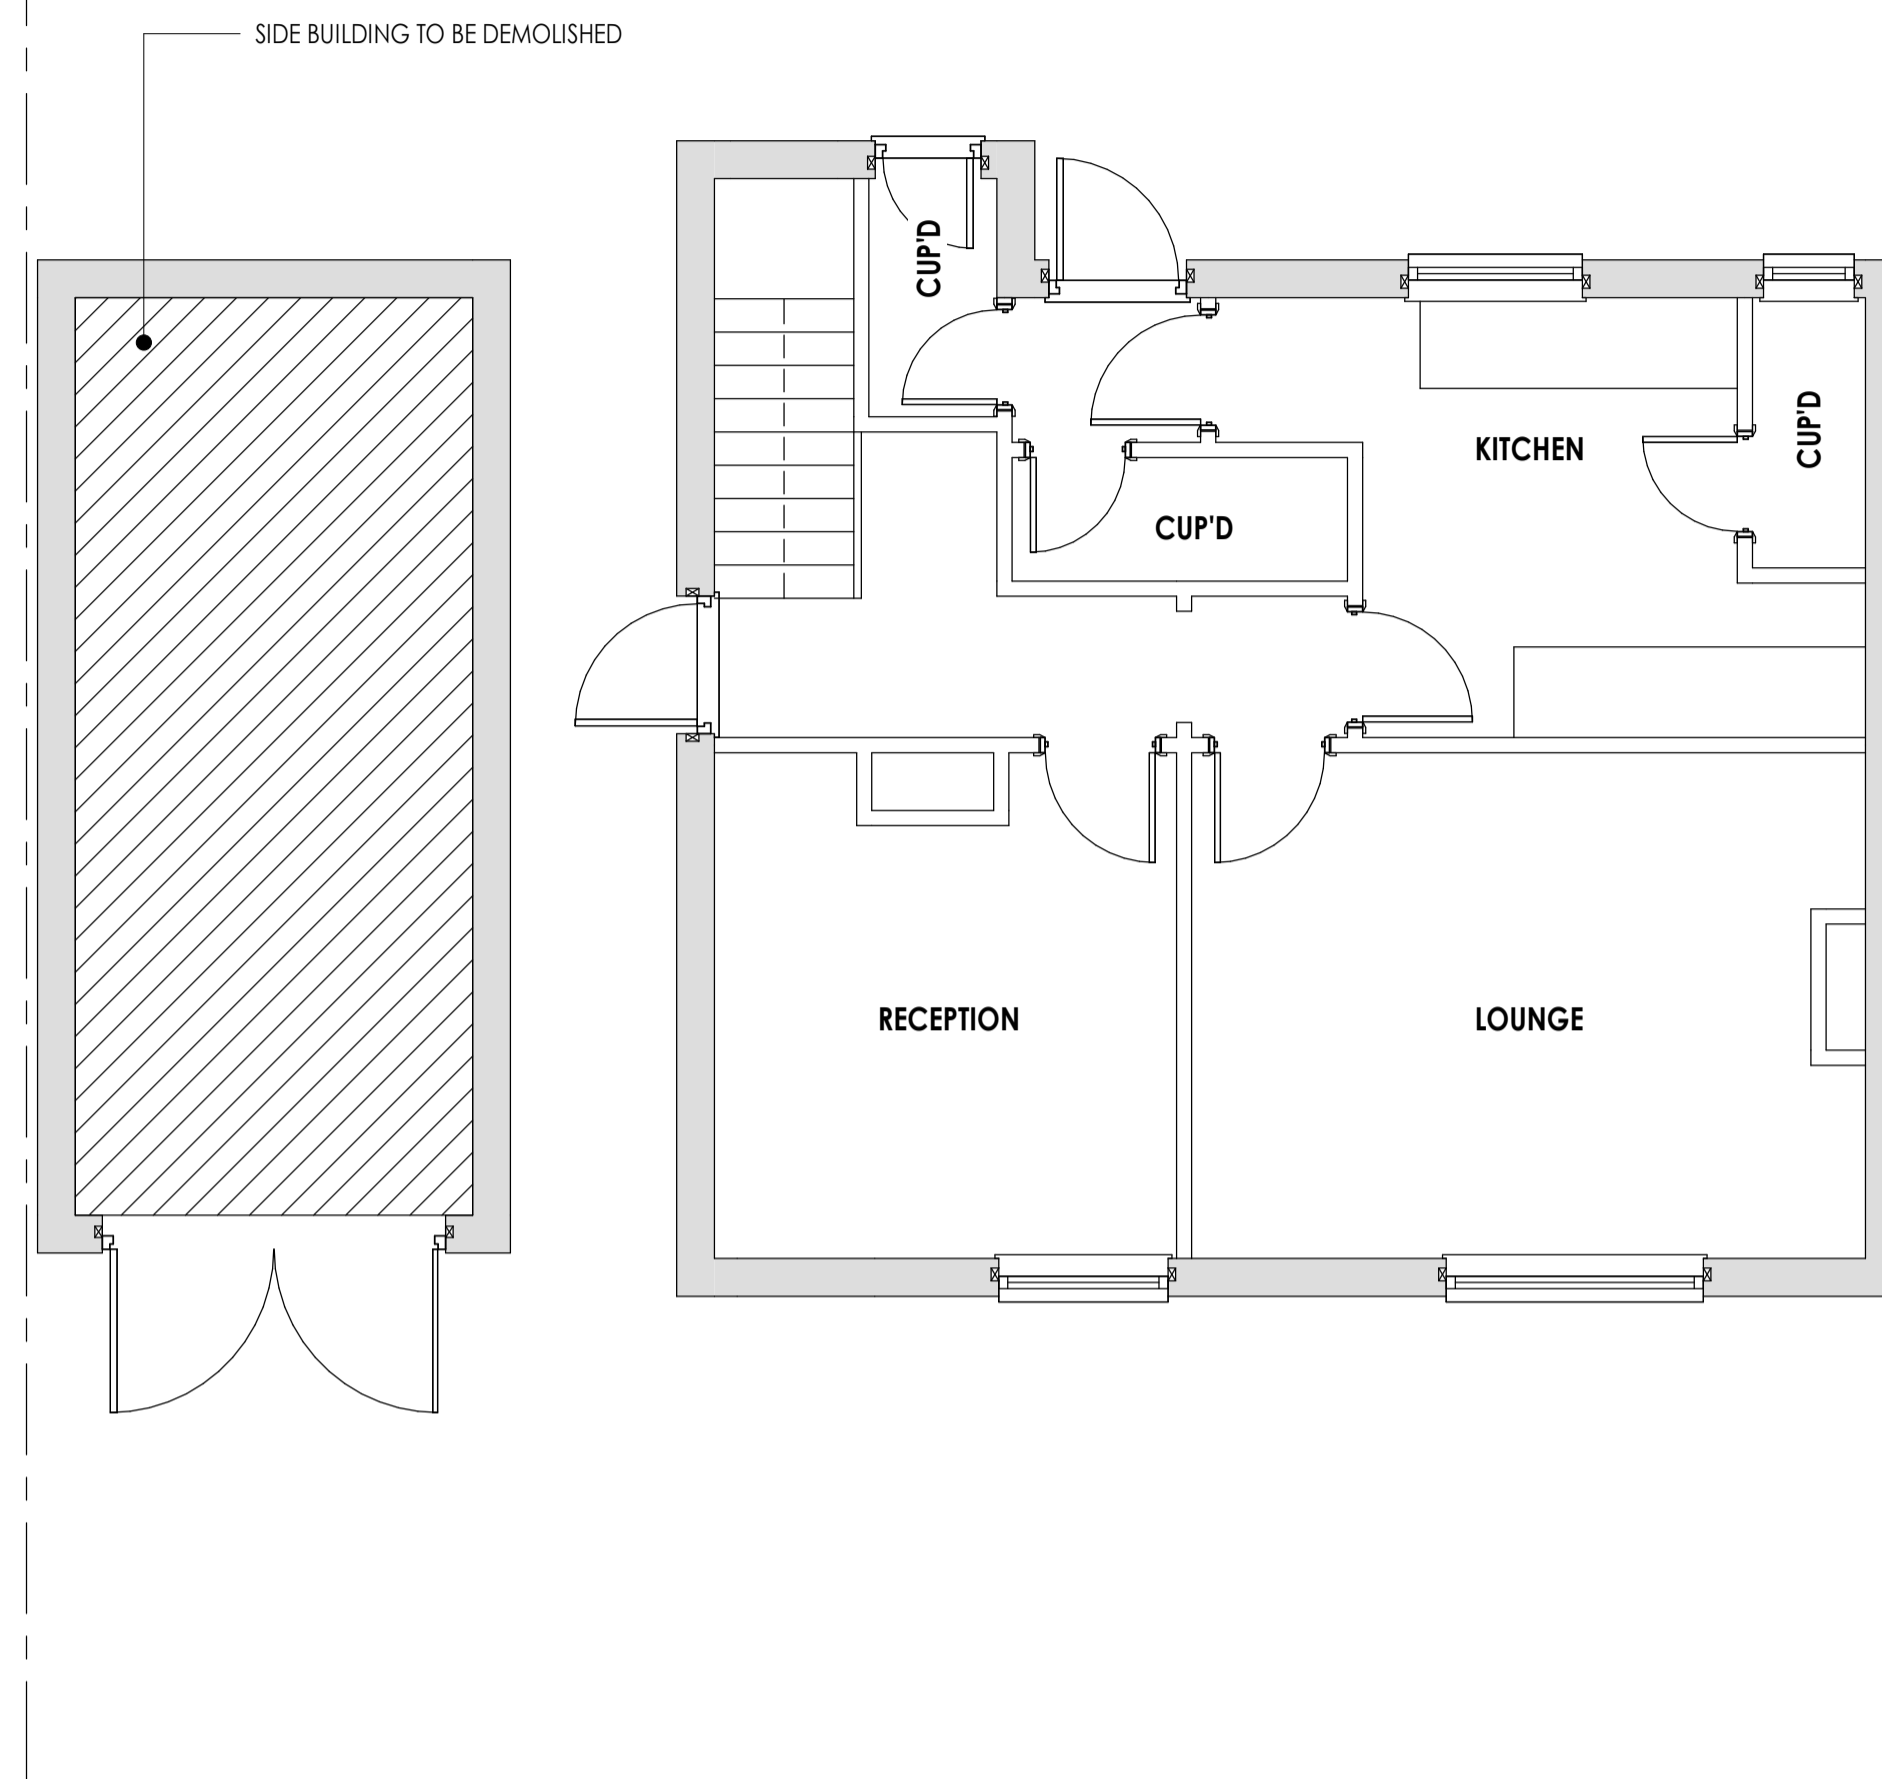 SIDE BUILDING TO BE DEMOLISHED
CUP'D
KITCHEN
CUP'D
CUP'D
RECEPTION
LOUNGE